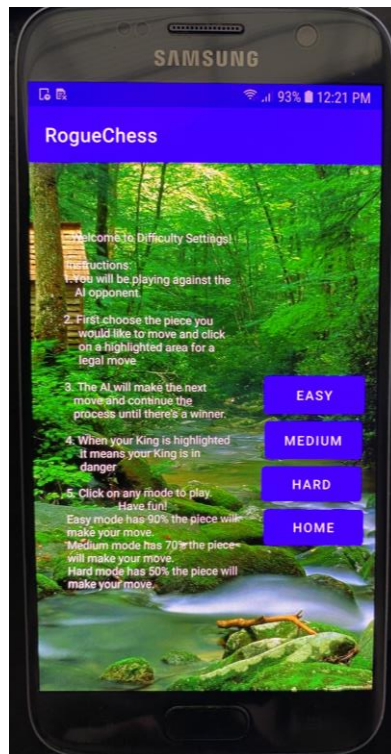 SAMSUNG
93% 12:21 PM
RogueChess
Welcome to Difficulty Settings!
Instructions:
1.You will be playing against the
AI opponent.
2. First choose the piece you
would like to move and click
on a highlighted area for a
legal move
3. The AI will make the next
move and continue the
process until there's a winner.
4. When your King is highlighted
it means your King is in
danger
5. Click on any mode to play.
Have fun!
Easy mode has 90% the piece will
make your move.
Medium mode has 70% the piece
will make your move.
Hard mode has 50% the piece will
make your move.
EASY
MEDIUM
HARD
HOME